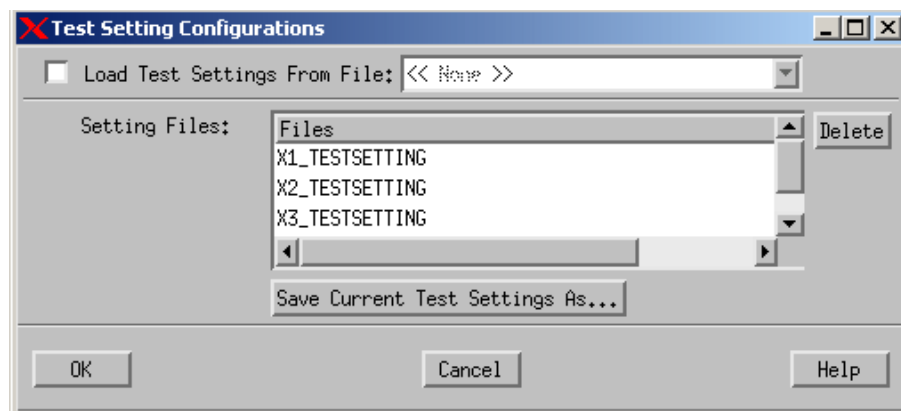 Test Setting Configurations
Load Test Settings From File: << None >>
Setting Files:
Files
Delete
X1_TESTSETTING
X2_TESTSETTING
X3_TESTSETTING
Save Current Test Settings As...
OK Cancel Help